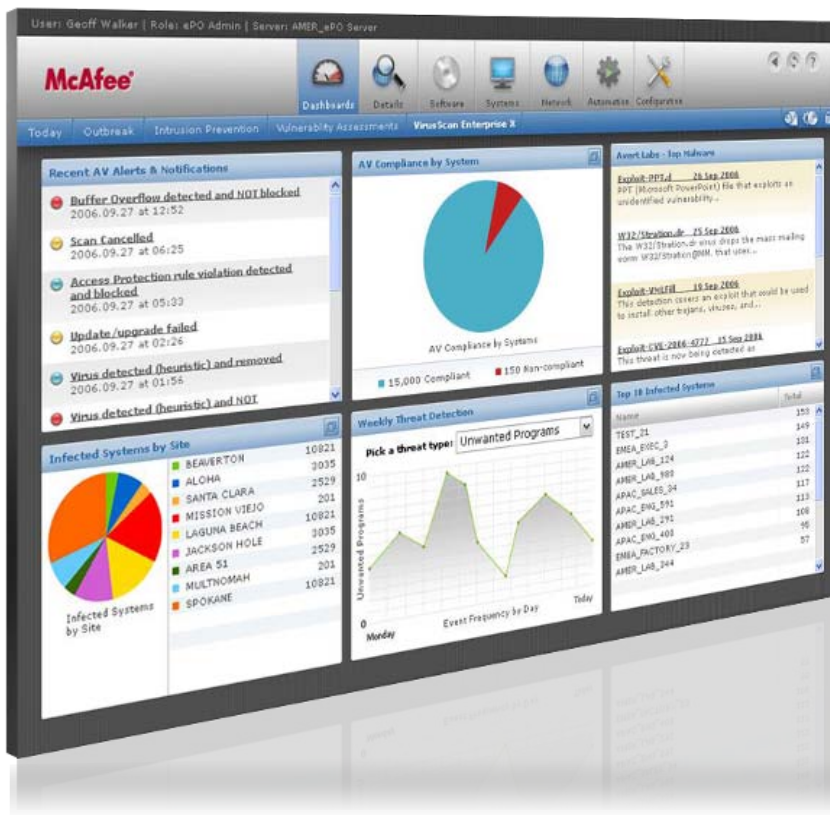 User: Geoff Walker | Role: ePO Admin | Server: AMER_ePO Server
McAfee
Dashboards
Details
Software
Systems
Network
Automation
Configuration
Today
Outbreak
Intrusion Prevention
Vulnerablity Assessments
VirusScan Enterprise X
Recent AV Alerts & Notifications
Buffer Overflow detected and NOT blocked
2006.09.27 at 12:52
Scan Cancelled
2006.09.27 at 06:25
Access Protection rule violation detected
and blocked
2006.09.27 at 05:33
Update/upgrade failed
2006.09.27 at 02:26
Virus detected (heuristic) and removed
2006.09.27 at 01:56
Virus detected (heuristic) and NOT
AV Compliance by System
AV Compliance by Systems
15,000 Compliant
150 Non-compliant
Avert Labs - Top Malware
Exploit-PPT.d 26 Sep 2006
PPT (Microsoft PowerPoint) file that exploits an
unidentified vulnerability...
W32/Stration.dr 25 Sep 2006
The W32/Stration.dr virus drops the mass mailing
worm W32/Stration@MM. that uses...
Exploit-VMLFill 19 Sep 2006
This detection covers an exploit that could be used
to install other trojans, viruses, and...
Exploit-CVE-2006-4777 15 Sep 2006
This threat is now being detected as
Infected Systems by Site
Infected Systems
by Site
BEAVERTON 10821
ALOHA 3035
SANTA CLARA 2529
MISSION VIEJO 201
LAGUNA BEACH 10821
JACKSON HOLE 3035
AREA 51 2529
MULTNOMAH 201
SPOKANE 10821
Weekly Threat Detection
Pick a threat type: Unwanted Programs
10
Unwanted Programs
0
Monday
Event Frequency by Day
Today
Top 10 Infected Systems
Name Total
TEST_21 153
EMEA_EXEC_3 149
AMER_LAB_124 131
AMER_LAB_989 122
APAC_SALES_34 122
APAC_ENG_591 117
AMER_LAB_291 113
APAC_ENG_400 108
EMEA_FACTORY_23 95
AMER_LAB_344 57